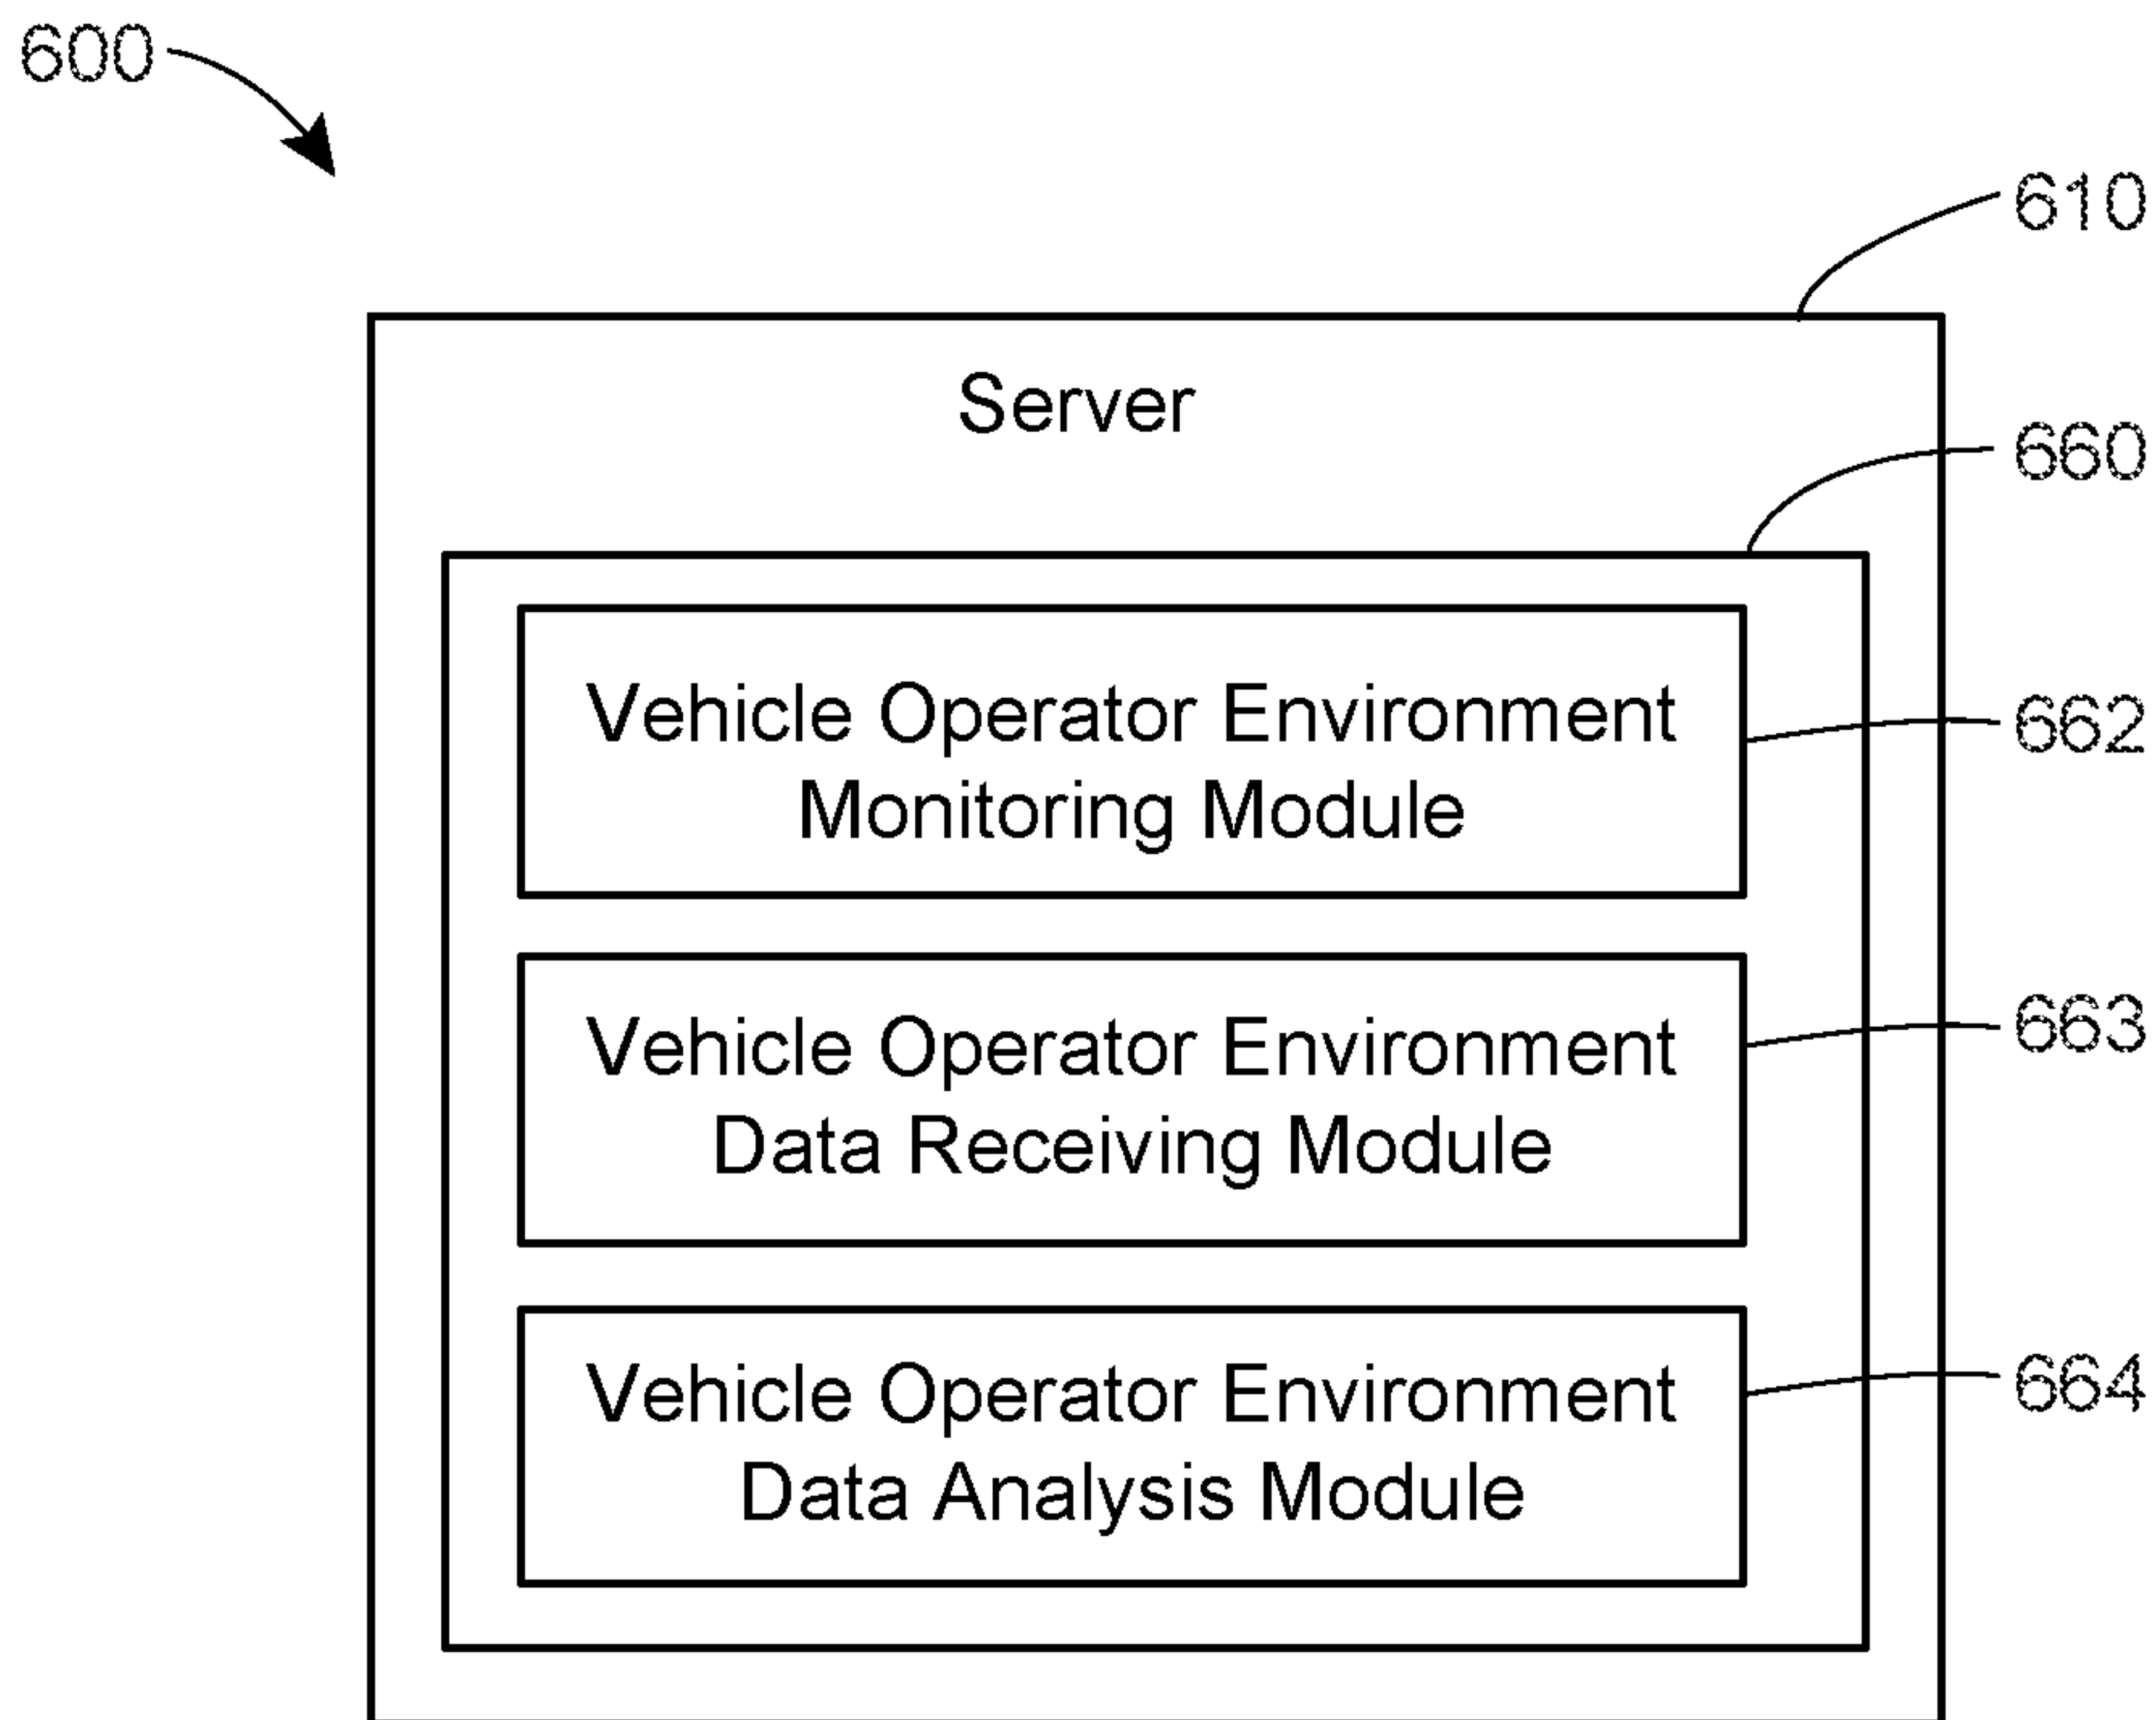 600
610
Server
660
Vehicle Operator Environment
Monitoring Module
662
Vehicle Operator Environment
Data Receiving Module
663
Vehicle Operator Environment
Data Analysis Module
664